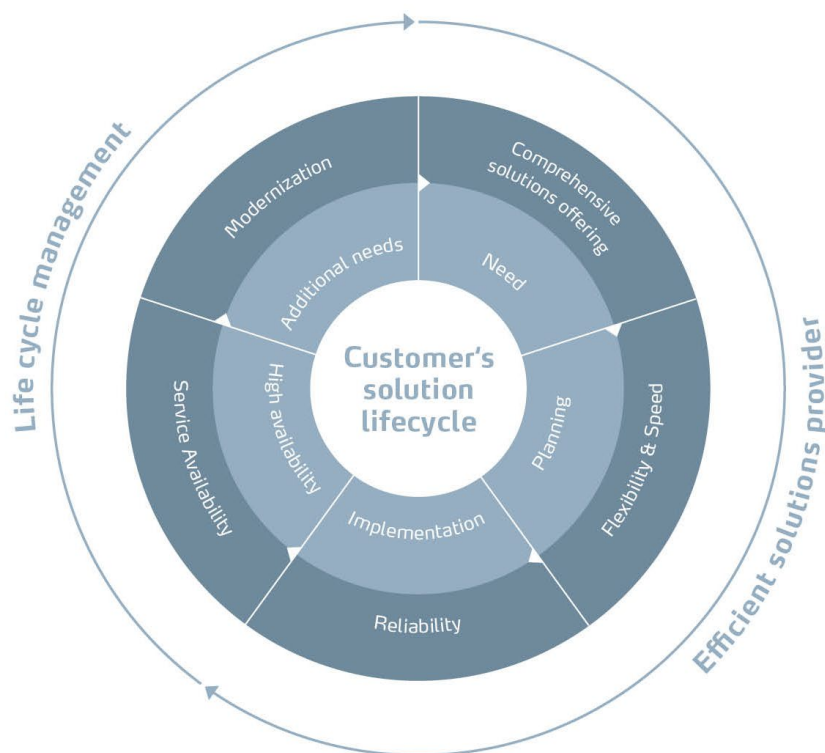 Customer's
solution
lifecycle
Need
Planning
Implementation
High availability
Additional needs
Comprehensive
solutions offering
Flexibility & Speed
Reliability
Service Availability
Modernization
Efficient solutions provider
Life cycle management